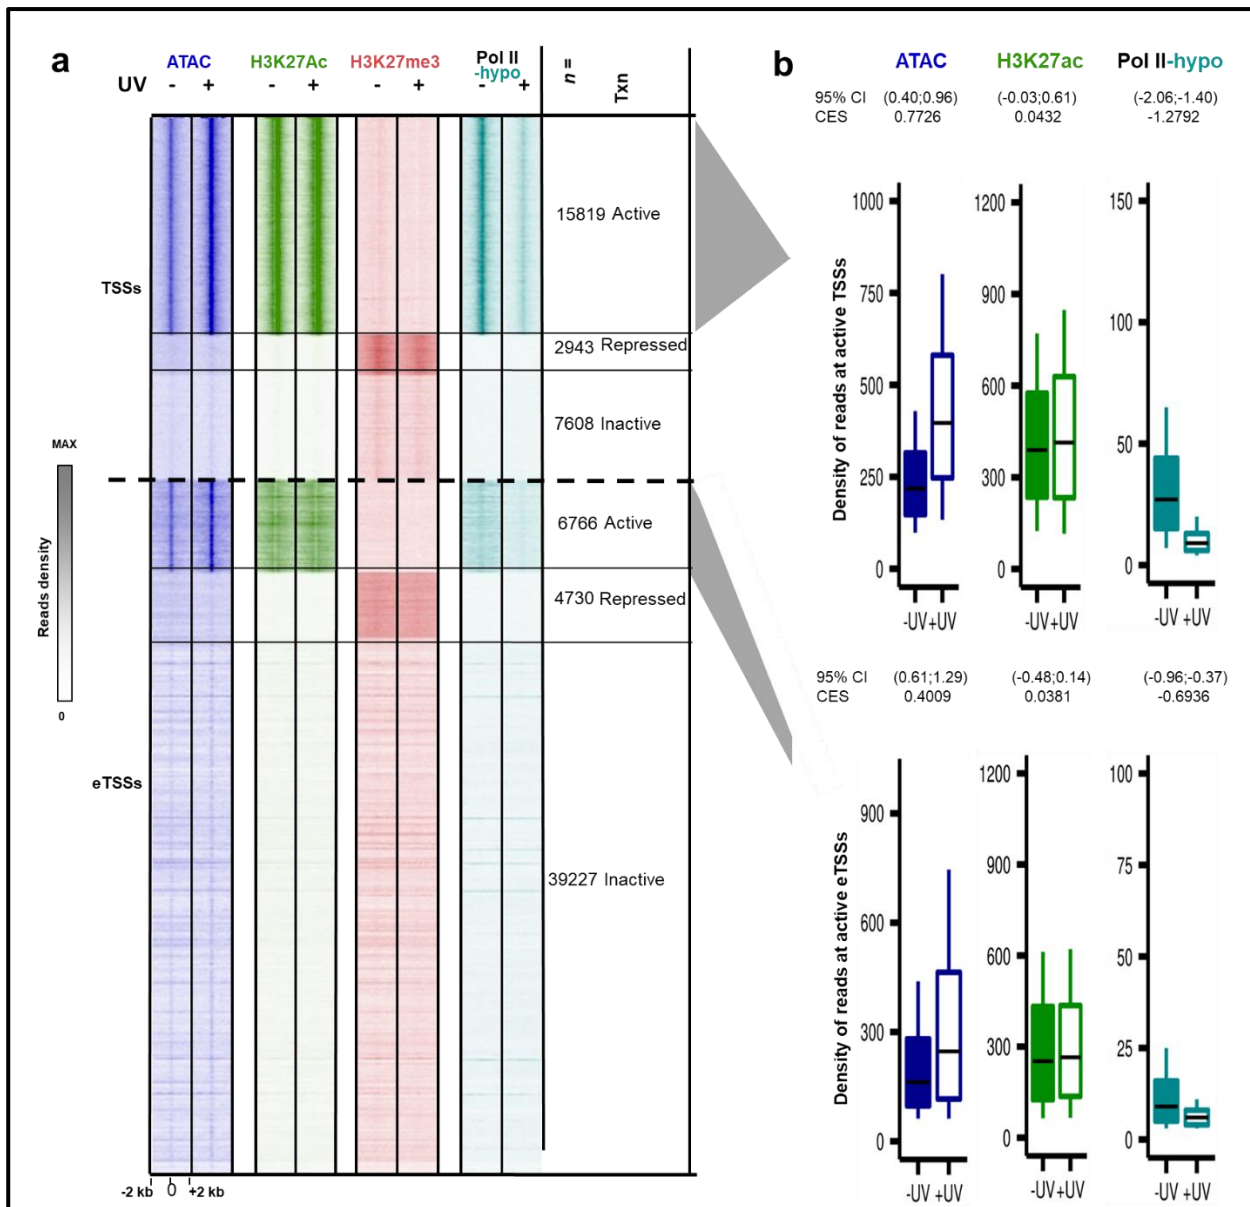 a
ATAC H3K27Ac H3K27me3 Pol II
-hypo
n =
Txn
UV - + - + - + - +
TSSs
15819 Active
2943 Repressed
7608 Inactive
6766 Active
4730 Repressed
eTSSs
39227 Inactive
MAX
Reads density
0
-2 kb 0 +2 kb
b
ATAC H3K27ac Pol II-hypo
95% CI (0.40;0.96) (-0.03;0.61) (-2.06;-1.40)
CES 0.7726 0.0432 -1.2792
Density of reads at active TSSs
1000
750
500
250
0
-UV +UV
1200
900
600
300
0
-UV +UV
150
100
50
0
-UV +UV
95% CI (0.61;1.29) (-0.48;0.14) (-0.96;-0.37)
CES 0.4009 0.0381 -0.6936
Density of reads at active eTSSs
900
600
300
0
-UV +UV
1200
900
600
300
0
-UV +UV
100
75
50
25
0
-UV +UV